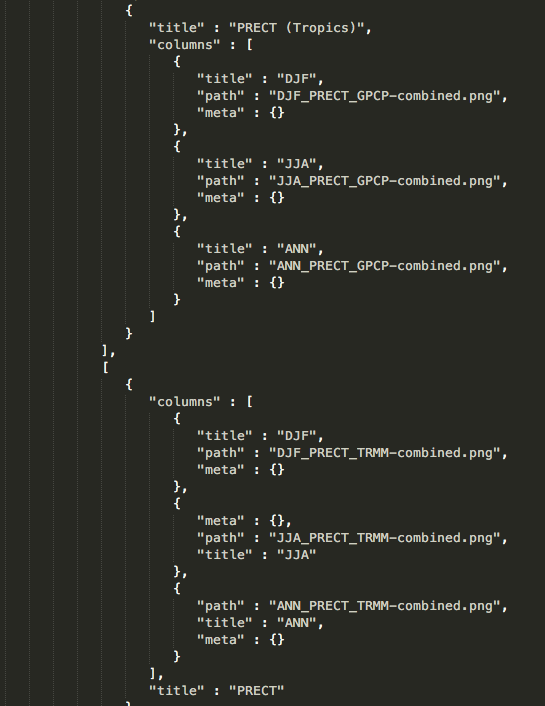 {
"title" : "PRECT (Tropics)",
"columns" : [
{
"title" : "DJF",
"path" : "DJF_PRECT_GPCP-combined.png",
"meta" : {}
},
{
"title" : "JJA",
"path" : "JJA_PRECT_GPCP-combined.png",
"meta" : {}
},
{
"title" : "ANN",
"path" : "ANN_PRECT_GPCP-combined.png",
"meta" : {}
}
]
}
],
[
{
"columns" : [
{
"title" : "DJF",
"path" : "DJF_PRECT_TRMM-combined.png",
"meta" : {}
},
{
"meta" : {},
"path" : "JJA_PRECT_TRMM-combined.png",
"title" : "JJA"
},
{
"path" : "ANN_PRECT_TRMM-combined.png",
"title" : "ANN",
"meta" : {}
}
],
"title" : "PRECT"
}